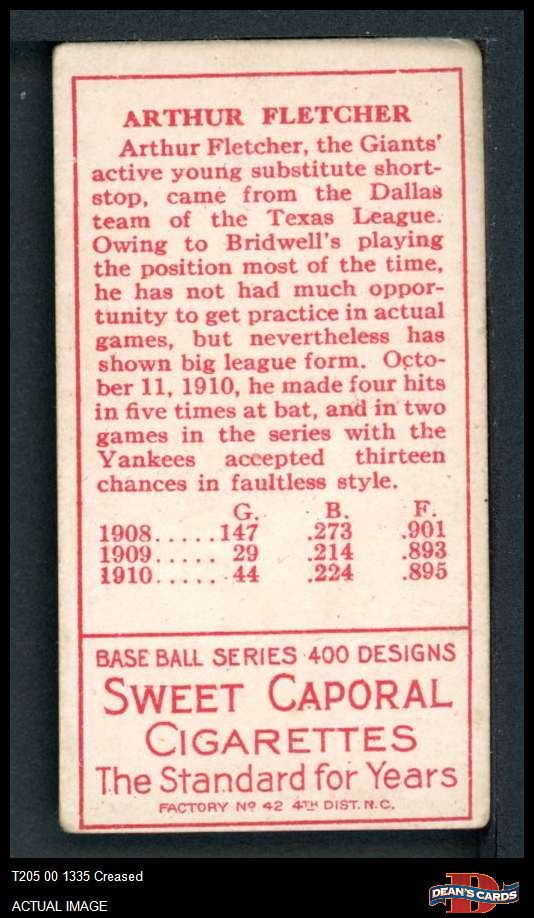 ARTHUR FLETCHER
Arthur Fletcher, the Giants'
active young substitute short-
stop, came from the Dallas
team of the Texas League.
Owing to Bridwell's playing
the position most of the time,
he has not had much oppor-
tunity to get practice in actual
games, but nevertheless has
shown big league form. Octo-
ber 11, 1910, he made four hits
in five times at bat, and in two
games in the series with the
Yankees accepted thirteen
chances in faultless style.
G. B. F.
1908.....147 .273 .901
1909..... 29 .214 .893
1910..... 44 .224 .895
BASE BALL SERIES 400 DESIGNS
SWEET CAPORAL
CIGARETTES
The Standard for Years
FACTORY Nº 42 4TH DIST. N.C.
T205 00 1335 Creased
ACTUAL IMAGE
D
DEAN'S CARDS